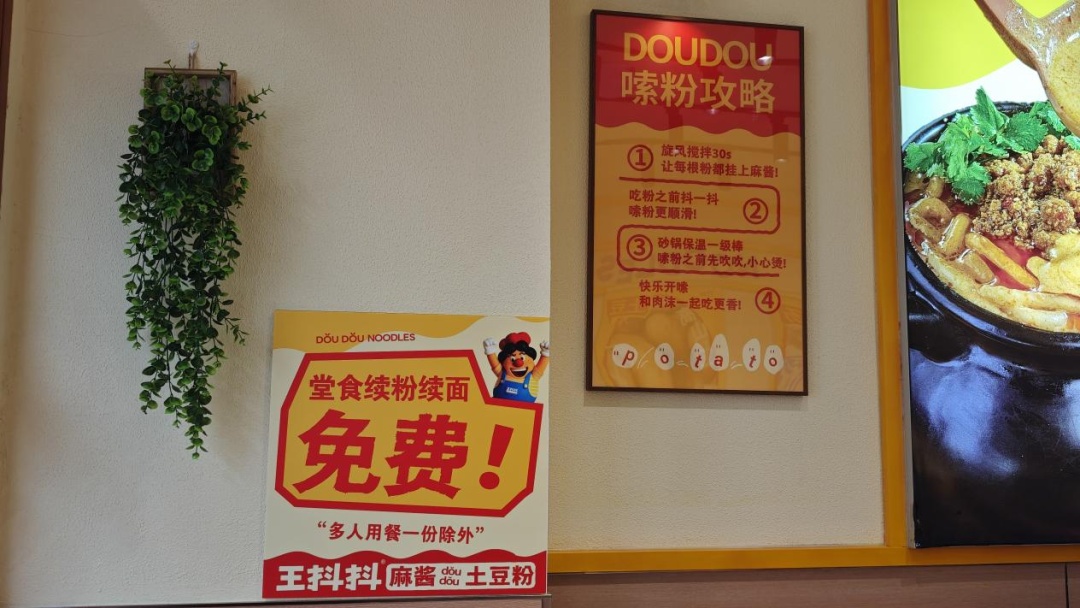 DǑU DǑU NOODLES
堂食续粉续面
免费!
“多人用餐一份除外”
王抖抖® 麻酱 dǒu dǒu 土豆粉
DOUDOU
嗦粉攻略
① 旋风搅拌30s
让每根粉都挂上麻酱!
吃粉之前抖一抖
嗦粉更顺滑! ②
③ 砂锅保温一级棒
嗦粉之前先吹吹,小心烫!
快乐开嗦
和肉沫一起吃更香! ④
potato